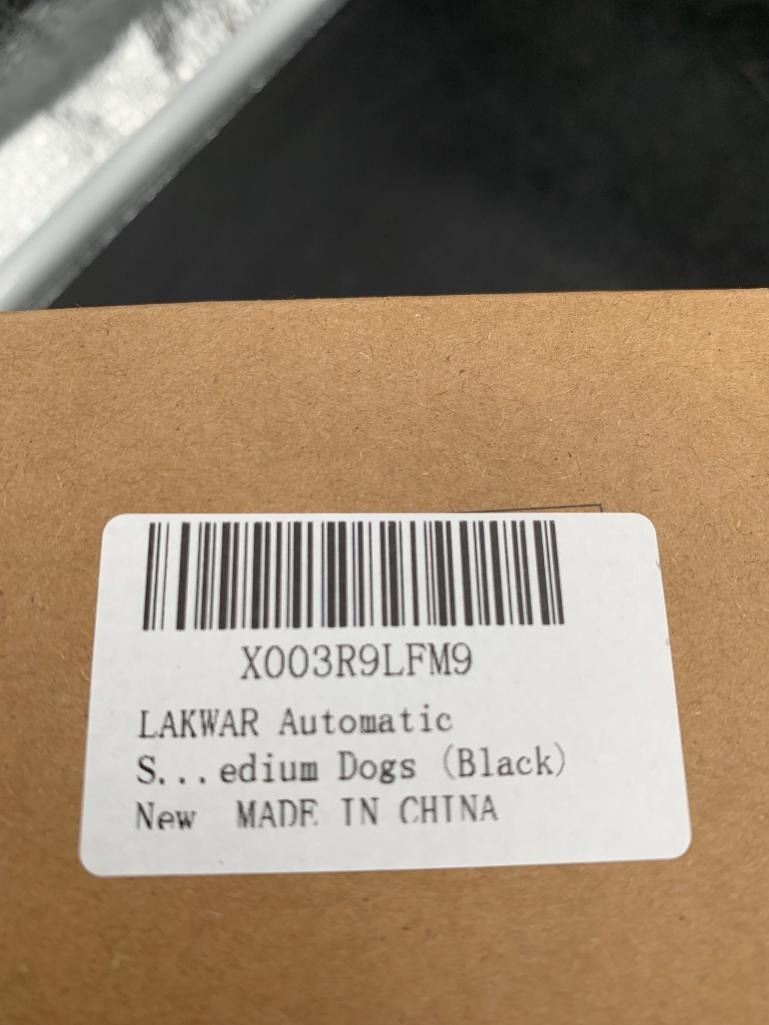 X003R9LFM9
LAKWAR Automatic
S...edium Dogs (Black)
New MADE IN CHINA